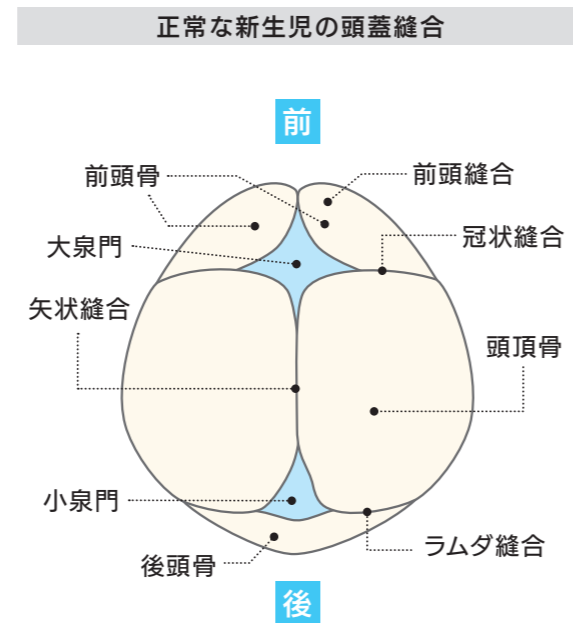 正常な新生児の頭蓋縫合
前
前頭骨
前頭縫合
大泉門
冠状縫合
矢状縫合
頭頂骨
小泉門
ラムダ縫合
後頭骨
後